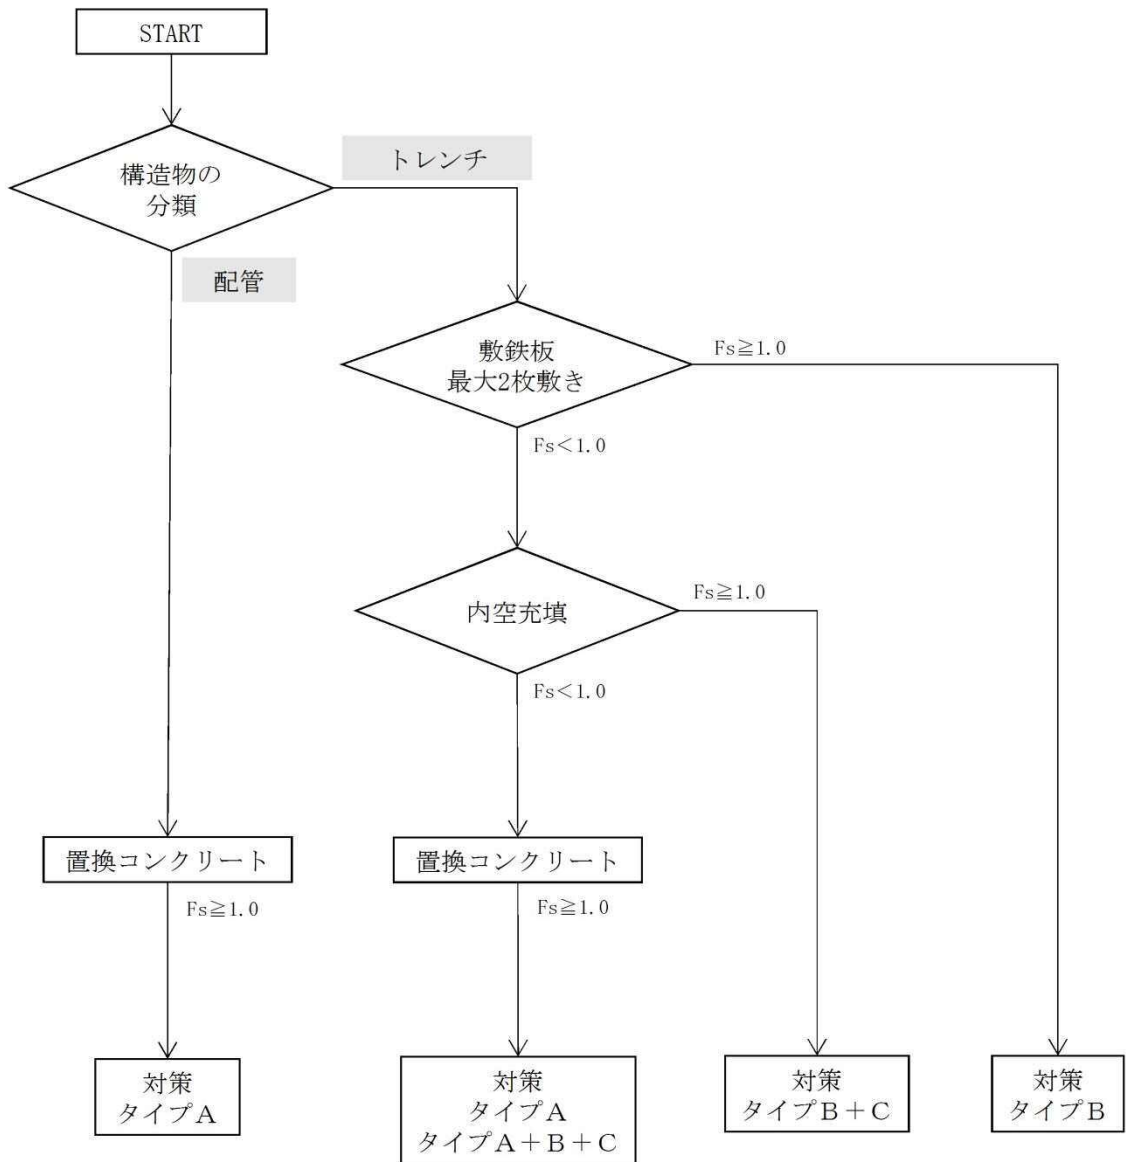 START
構造物の
分類
トレンチ
配管
敷鉄板
最大2枚敷き
Fs≧1.0
Fs＜1.0
内空充填
Fs≧1.0
Fs＜1.0
置換コンクリート
置換コンクリート
Fs≧1.0
Fs≧1.0
対策
タイプＡ
対策
タイプＡ
タイプＡ＋Ｂ＋Ｃ
対策
タイプＢ＋Ｃ
対策
タイプＢ